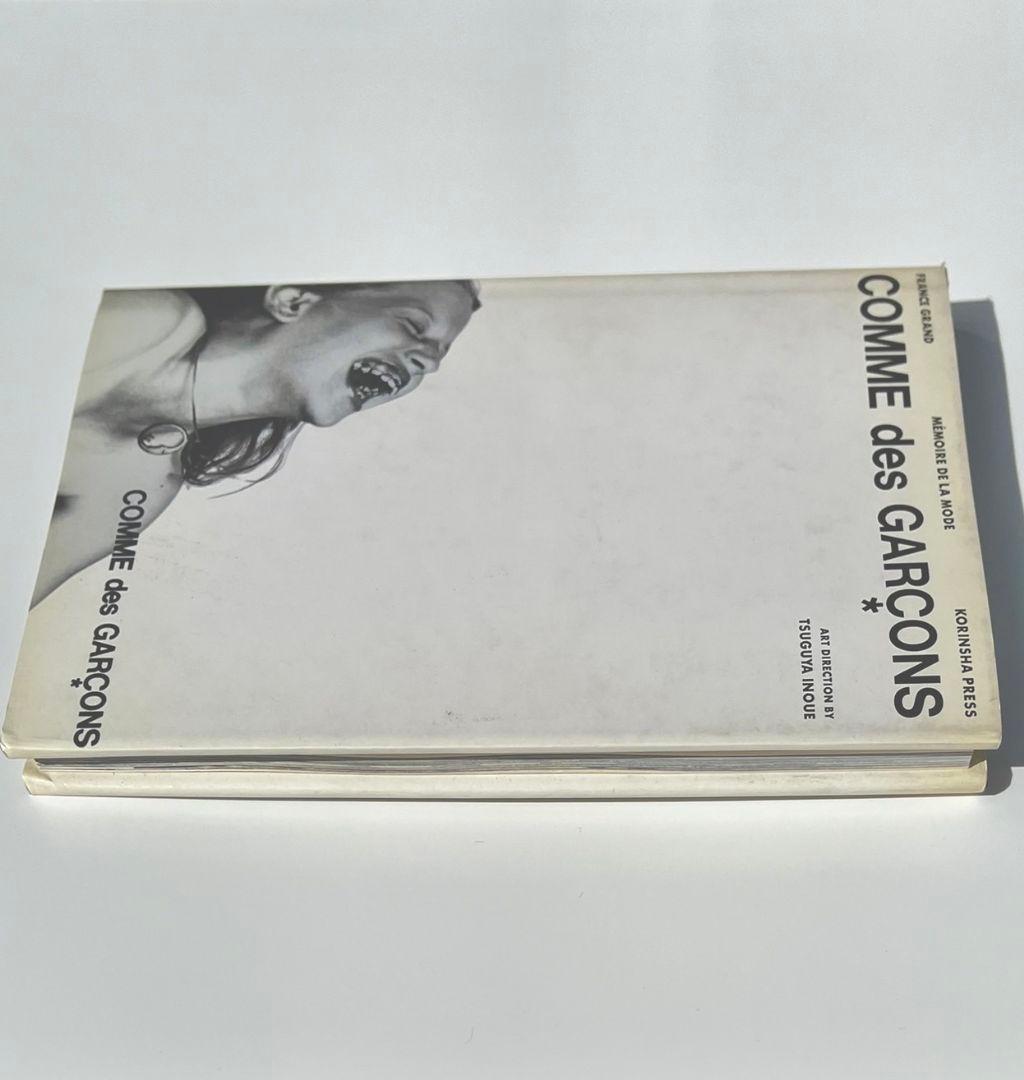 FRANCE GRAND MÉMOIRE DE LA MODE KORINSHA PRESS
COMME des GARÇONS
ART DIRECTION BY
TSUGUYA INOUE
COMME des GARÇONS